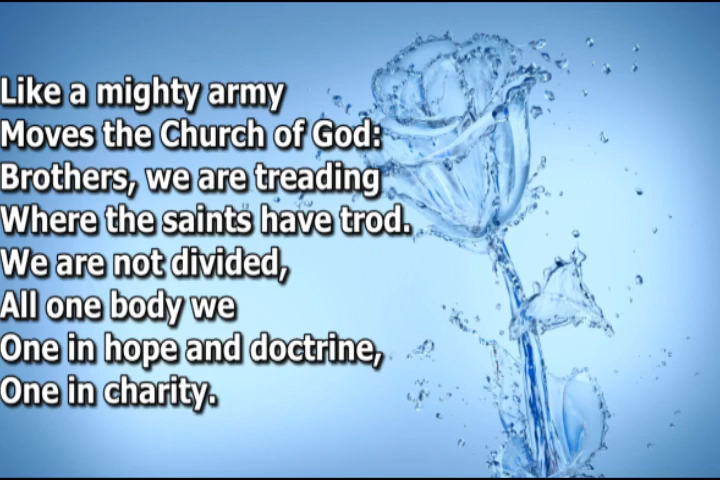 Like a mighty army
Moves the Church of God:
Brothers, we are treading
Where the saints have trod.
We are not divided,
All one body we
One in hope and doctrine,
One in charity.